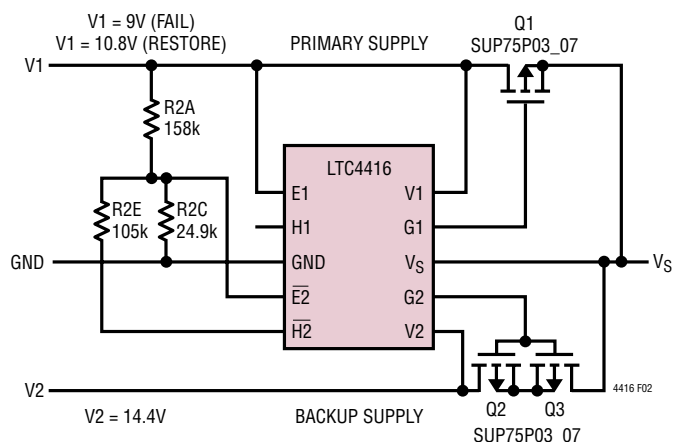 V1 = 9V (FAIL)
V1 = 10.8V (RESTORE)
PRIMARY SUPPLY
Q1
SUP75P03_07
V1
R2A
158k
LTC4416
E1
V1
R2E
105k
R2C
24.9k
H1
G1
GND
GND
VS
VS
E2
G2
H2
V2
V2
4416 F02
V2 = 14.4V
BACKUP SUPPLY
Q2
Q3
SUP75P03_07